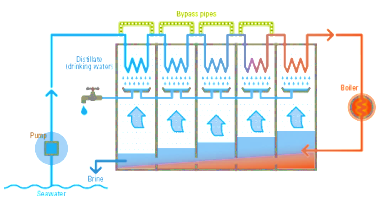 Bypass pipes
Distillate
(drinking water)
Boiler
Pump
Brine
Seawater